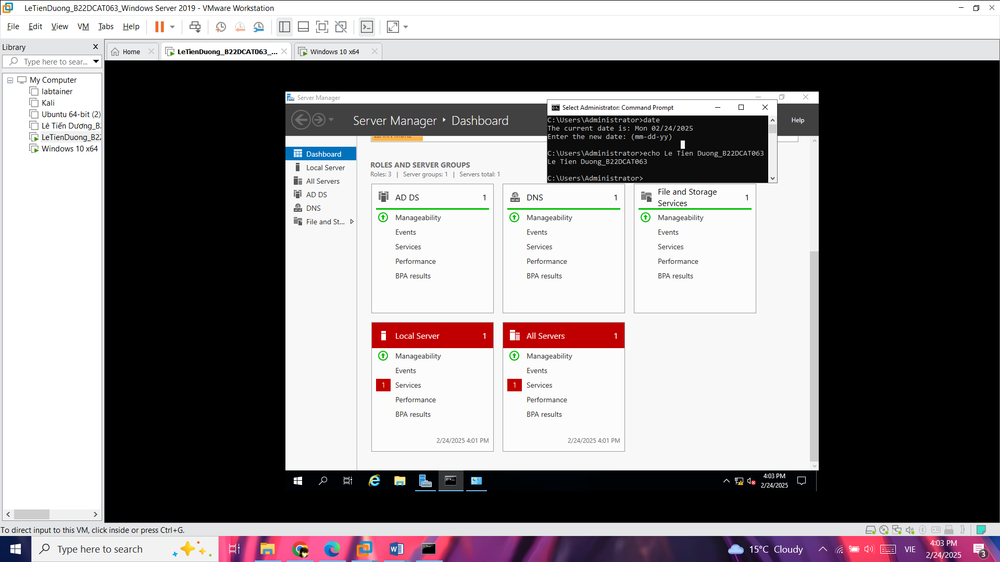 LeTienDuong_B22DCAT063_Windows Server 2019 - VMware Workstation
File Edit View VM Tabs Help
Library
Type here to sear...
My Computer
labtainer
Kali
Ubuntu 64-bit (2)
Lê Tiến Dương_B2
LeTienDuong_B22
Windows 10 x64
Home
LeTienDuong_B22DCAT063_...
Windows 10 x64
Server Manager
Server Manager Dashboard
Help
Select Administrator: Command Prompt
C:\Users\Administrator>date
The current date is: Mon 02/24/2025
Enter the new date: (mm-dd-yy)
C:\Users\Administrator>echo Le Tien Duong_B22DCAT063
Le Tien Duong_B22DCAT063
C:\Users\Administrator>
Dashboard
Local Server
All Servers
AD DS
DNS
File and St...
LEARN MORE
ROLES AND SERVER GROUPS
Roles: 3 | Server groups: 1 | Servers total: 1
AD DS 1
Manageability
Events
Services
Performance
BPA results
DNS 1
Manageability
Events
Services
Performance
BPA results
File and Storage
Services 1
Manageability
Events
Services
Performance
BPA results
Local Server 1
Manageability
Events
1 Services
Performance
BPA results
2/24/2025 4:01 PM
All Servers 1
Manageability
Events
1 Services
Performance
BPA results
2/24/2025 4:01 PM
4:03 PM
2/24/2025
To direct input to this VM, click inside or press Ctrl+G.
Type here to search
15°C Cloudy
VIE
4:03 PM
2/24/2025
3